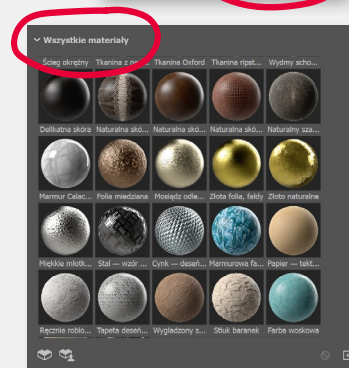 Wszystkie materiały
Ścieg okrężny Tkanina z no... Tkanina Oxford Tkanina ripst... Wydmy scho...
Delikatna skóra Naturalna skó... Naturalna skó... Naturalna skó... Naturalny sza...
Marmur Calac... Folia miedziana Mosiądz odle... Złota folia, fałdy Złoto naturalne
Miękkie młotk... Stal — wzór ... Cynk — deseń... Marmurowa fa... Papier — tekt...
Ręcznie robio... Tapeta deseń... Wygładzony s... Stiuk baranek Farba woskowa